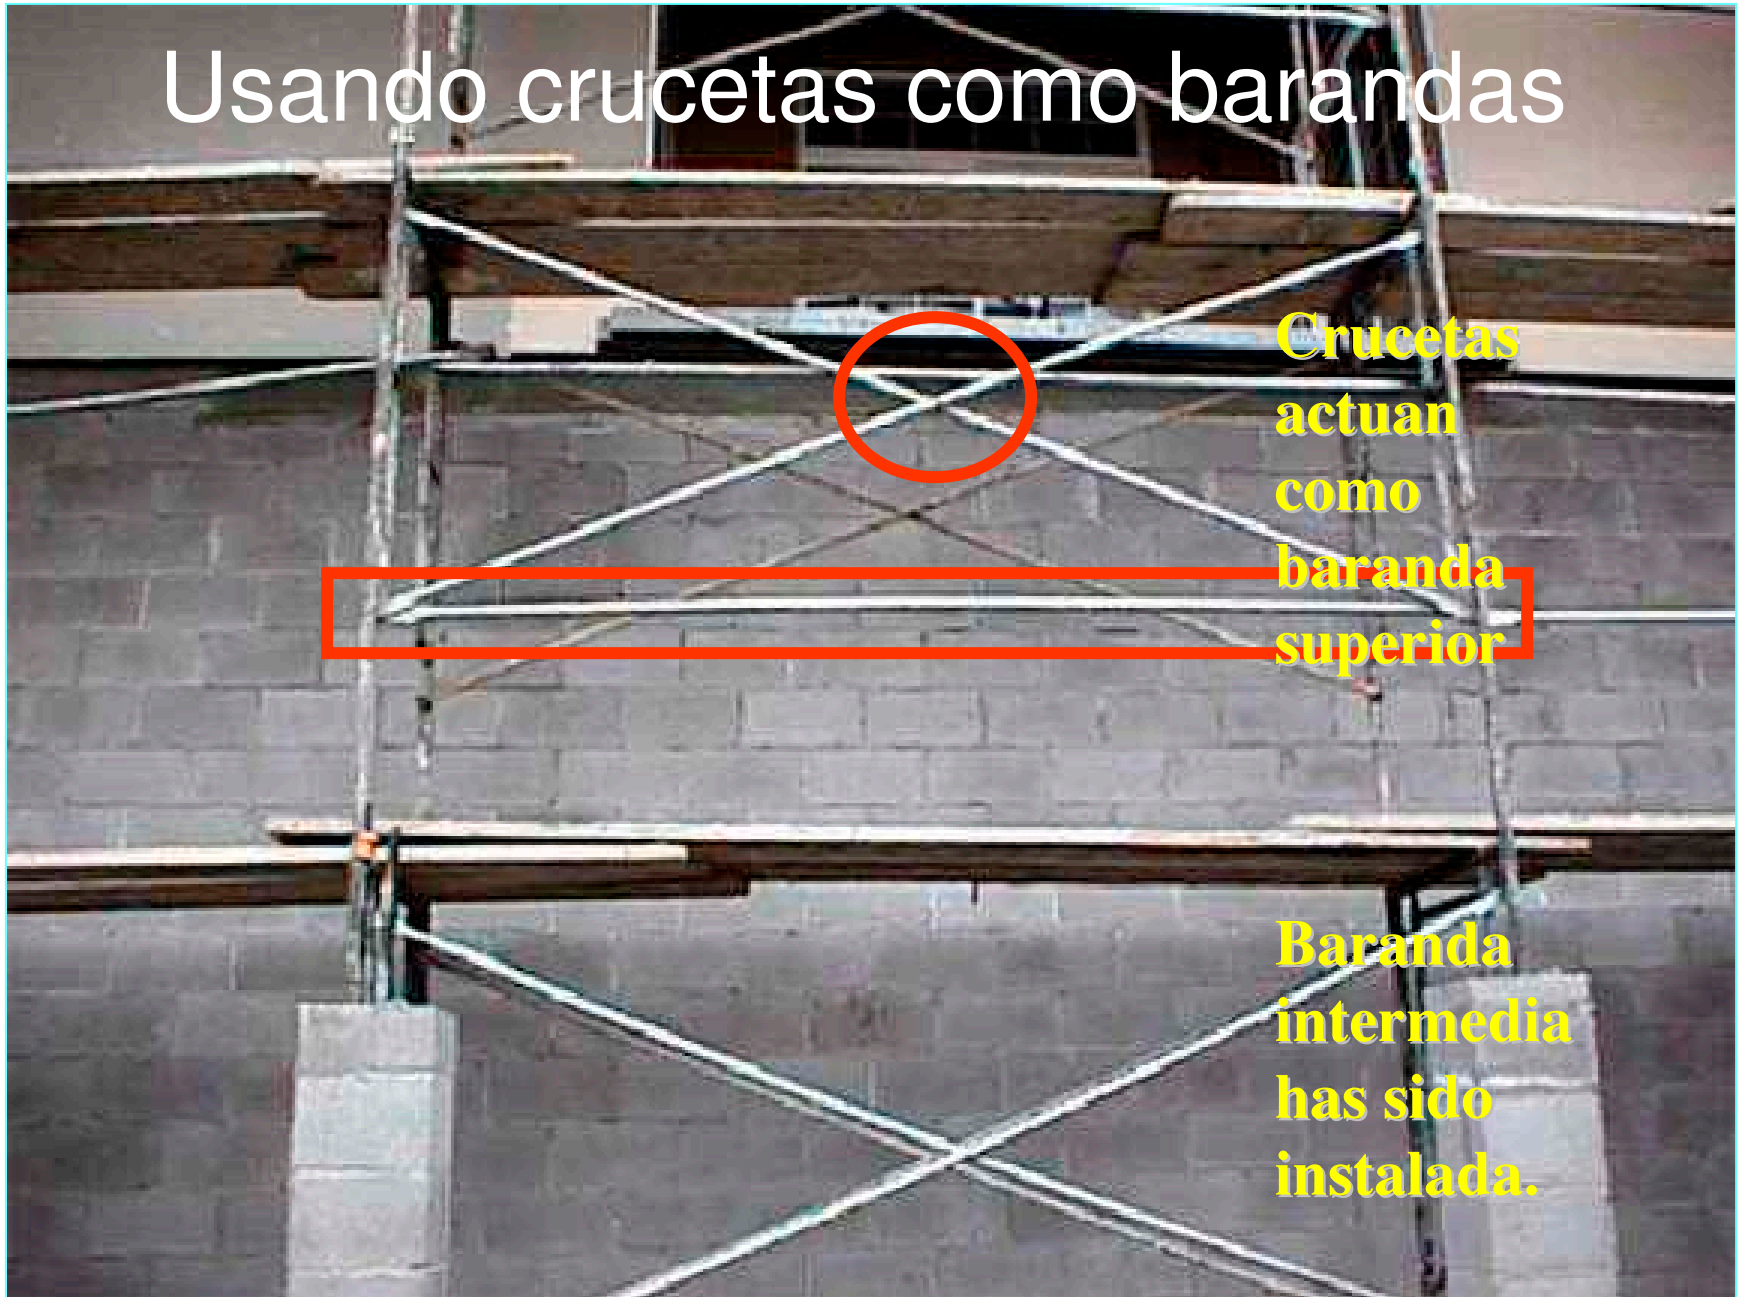 Usando crucetas como barandas
Crucetas
actuan
como
baranda
superior
Baranda
intermedia
has sido
instalada.